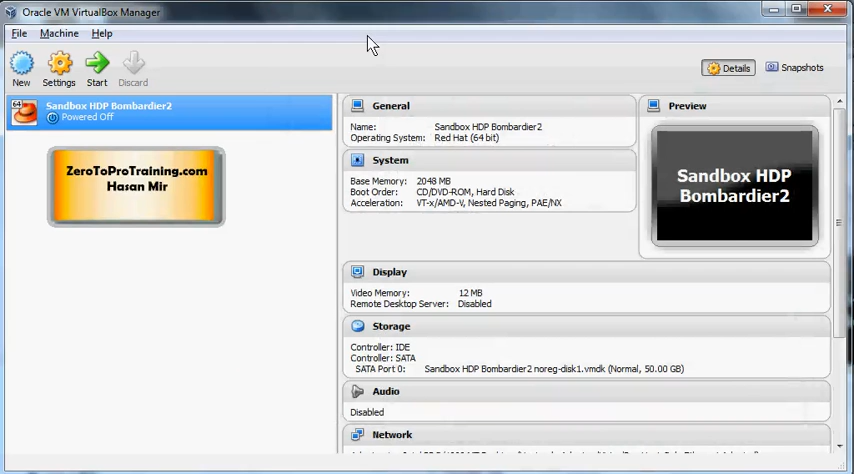 Oracle VM VirtualBox Manager
File Machine Help
New Settings Start Discard
Details Snapshots
64 Sandbox HDP Bombardier2
Powered Off
ZeroToProTraining.com
Hasan Mir
General
Name: Sandbox HDP Bombardier2
Operating System: Red Hat (64 bit)
System
Base Memory: 2048 MB
Boot Order: CD/DVD-ROM, Hard Disk
Acceleration: VT-x/AMD-V, Nested Paging, PAE/NX
Preview
Sandbox HDP
Bombardier2
Display
Video Memory: 12 MB
Remote Desktop Server: Disabled
Storage
Controller: IDE
Controller: SATA
SATA Port 0: Sandbox HDP Bombardier2 noreg-disk1.vmdk (Normal, 50.00 GB)
Audio
Disabled
Network